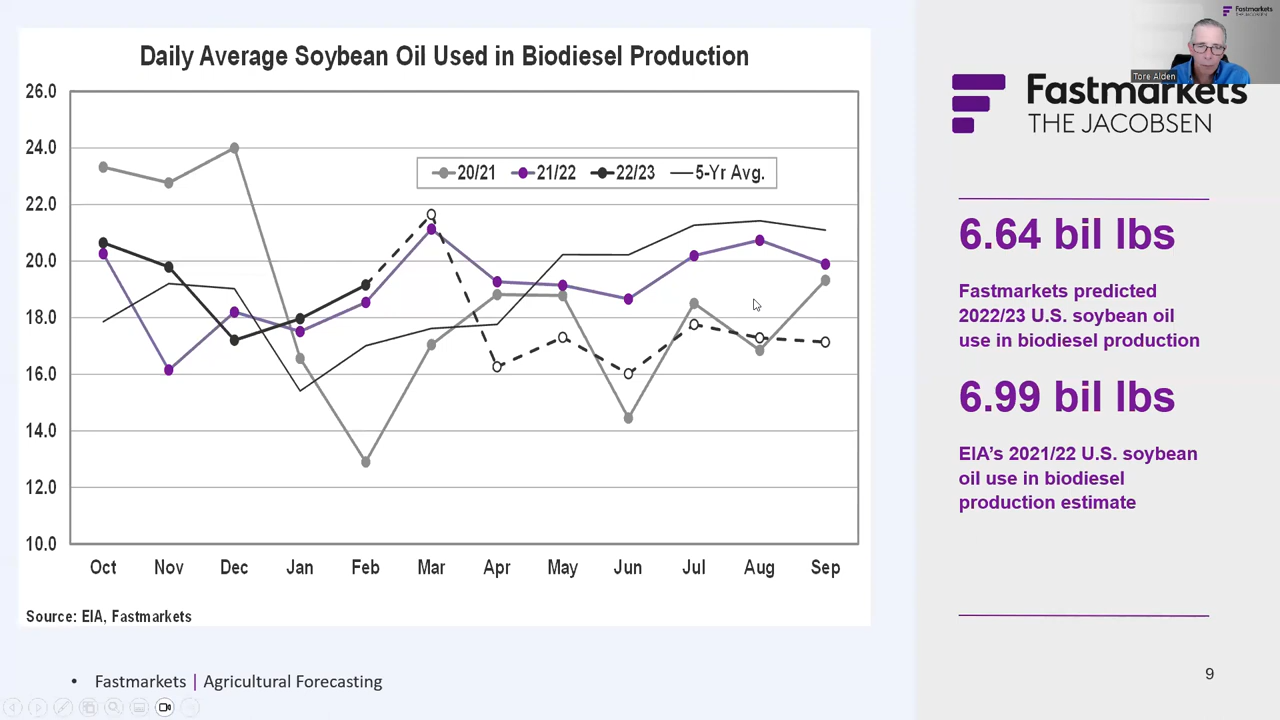 Daily Average Soybean Oil Used in Biodiesel Production
26.0
24.0
22.0
20.0
18.0
16.0
14.0
12.0
10.0
20/21 21/22 22/23 5-Yr Avg.
Oct Nov Dec Jan Feb Mar Apr May Jun Jul Aug Sep
Source: EIA, Fastmarkets
• Fastmarkets | Agricultural Forecasting
Fastmarkets
Tore Alden
Fastmarkets
THE JACOBSEN
6.64 bil lbs
Fastmarkets predicted
2022/23 U.S. soybean oil
use in biodiesel production
6.99 bil lbs
EIA’s 2021/22 U.S. soybean
oil use in biodiesel
production estimate
9